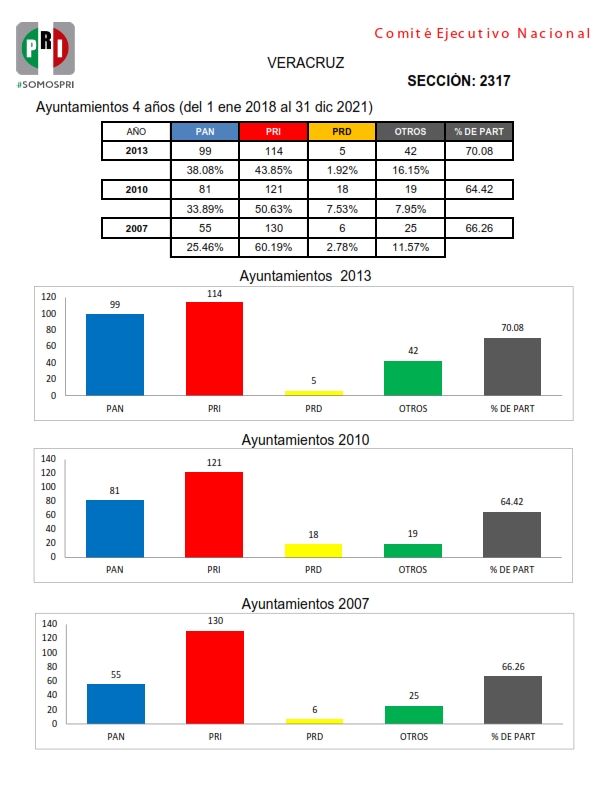 Comité Ejecutivo Nacional
PRI
#SOMOSPRI
VERACRUZ
SECCIÓN: 2317
Ayuntamientos 4 años (del 1 ene 2018 al 31 dic 2021)
AÑO PAN PRI PRD OTROS % DE PART
2013 99 114 5 42 70.08
38.08% 43.85% 1.92% 16.15%
2010 81 121 18 19 64.42
33.89% 50.63% 7.53% 7.95%
2007 55 130 6 25 66.26
25.46% 60.19% 2.78% 11.57%
Ayuntamientos 2013
120
100
80
60
40
20
0
99 114 5 42 70.08
PAN PRI PRD OTROS % DE PART
Ayuntamientos 2010
140
120
100
80
60
40
20
0
81 121 18 19 64.42
PAN PRI PRD OTROS % DE PART
Ayuntamientos 2007
140
120
100
80
60
40
20
0
55 130 6 25 66.26
PAN PRI PRD OTROS % DE PART